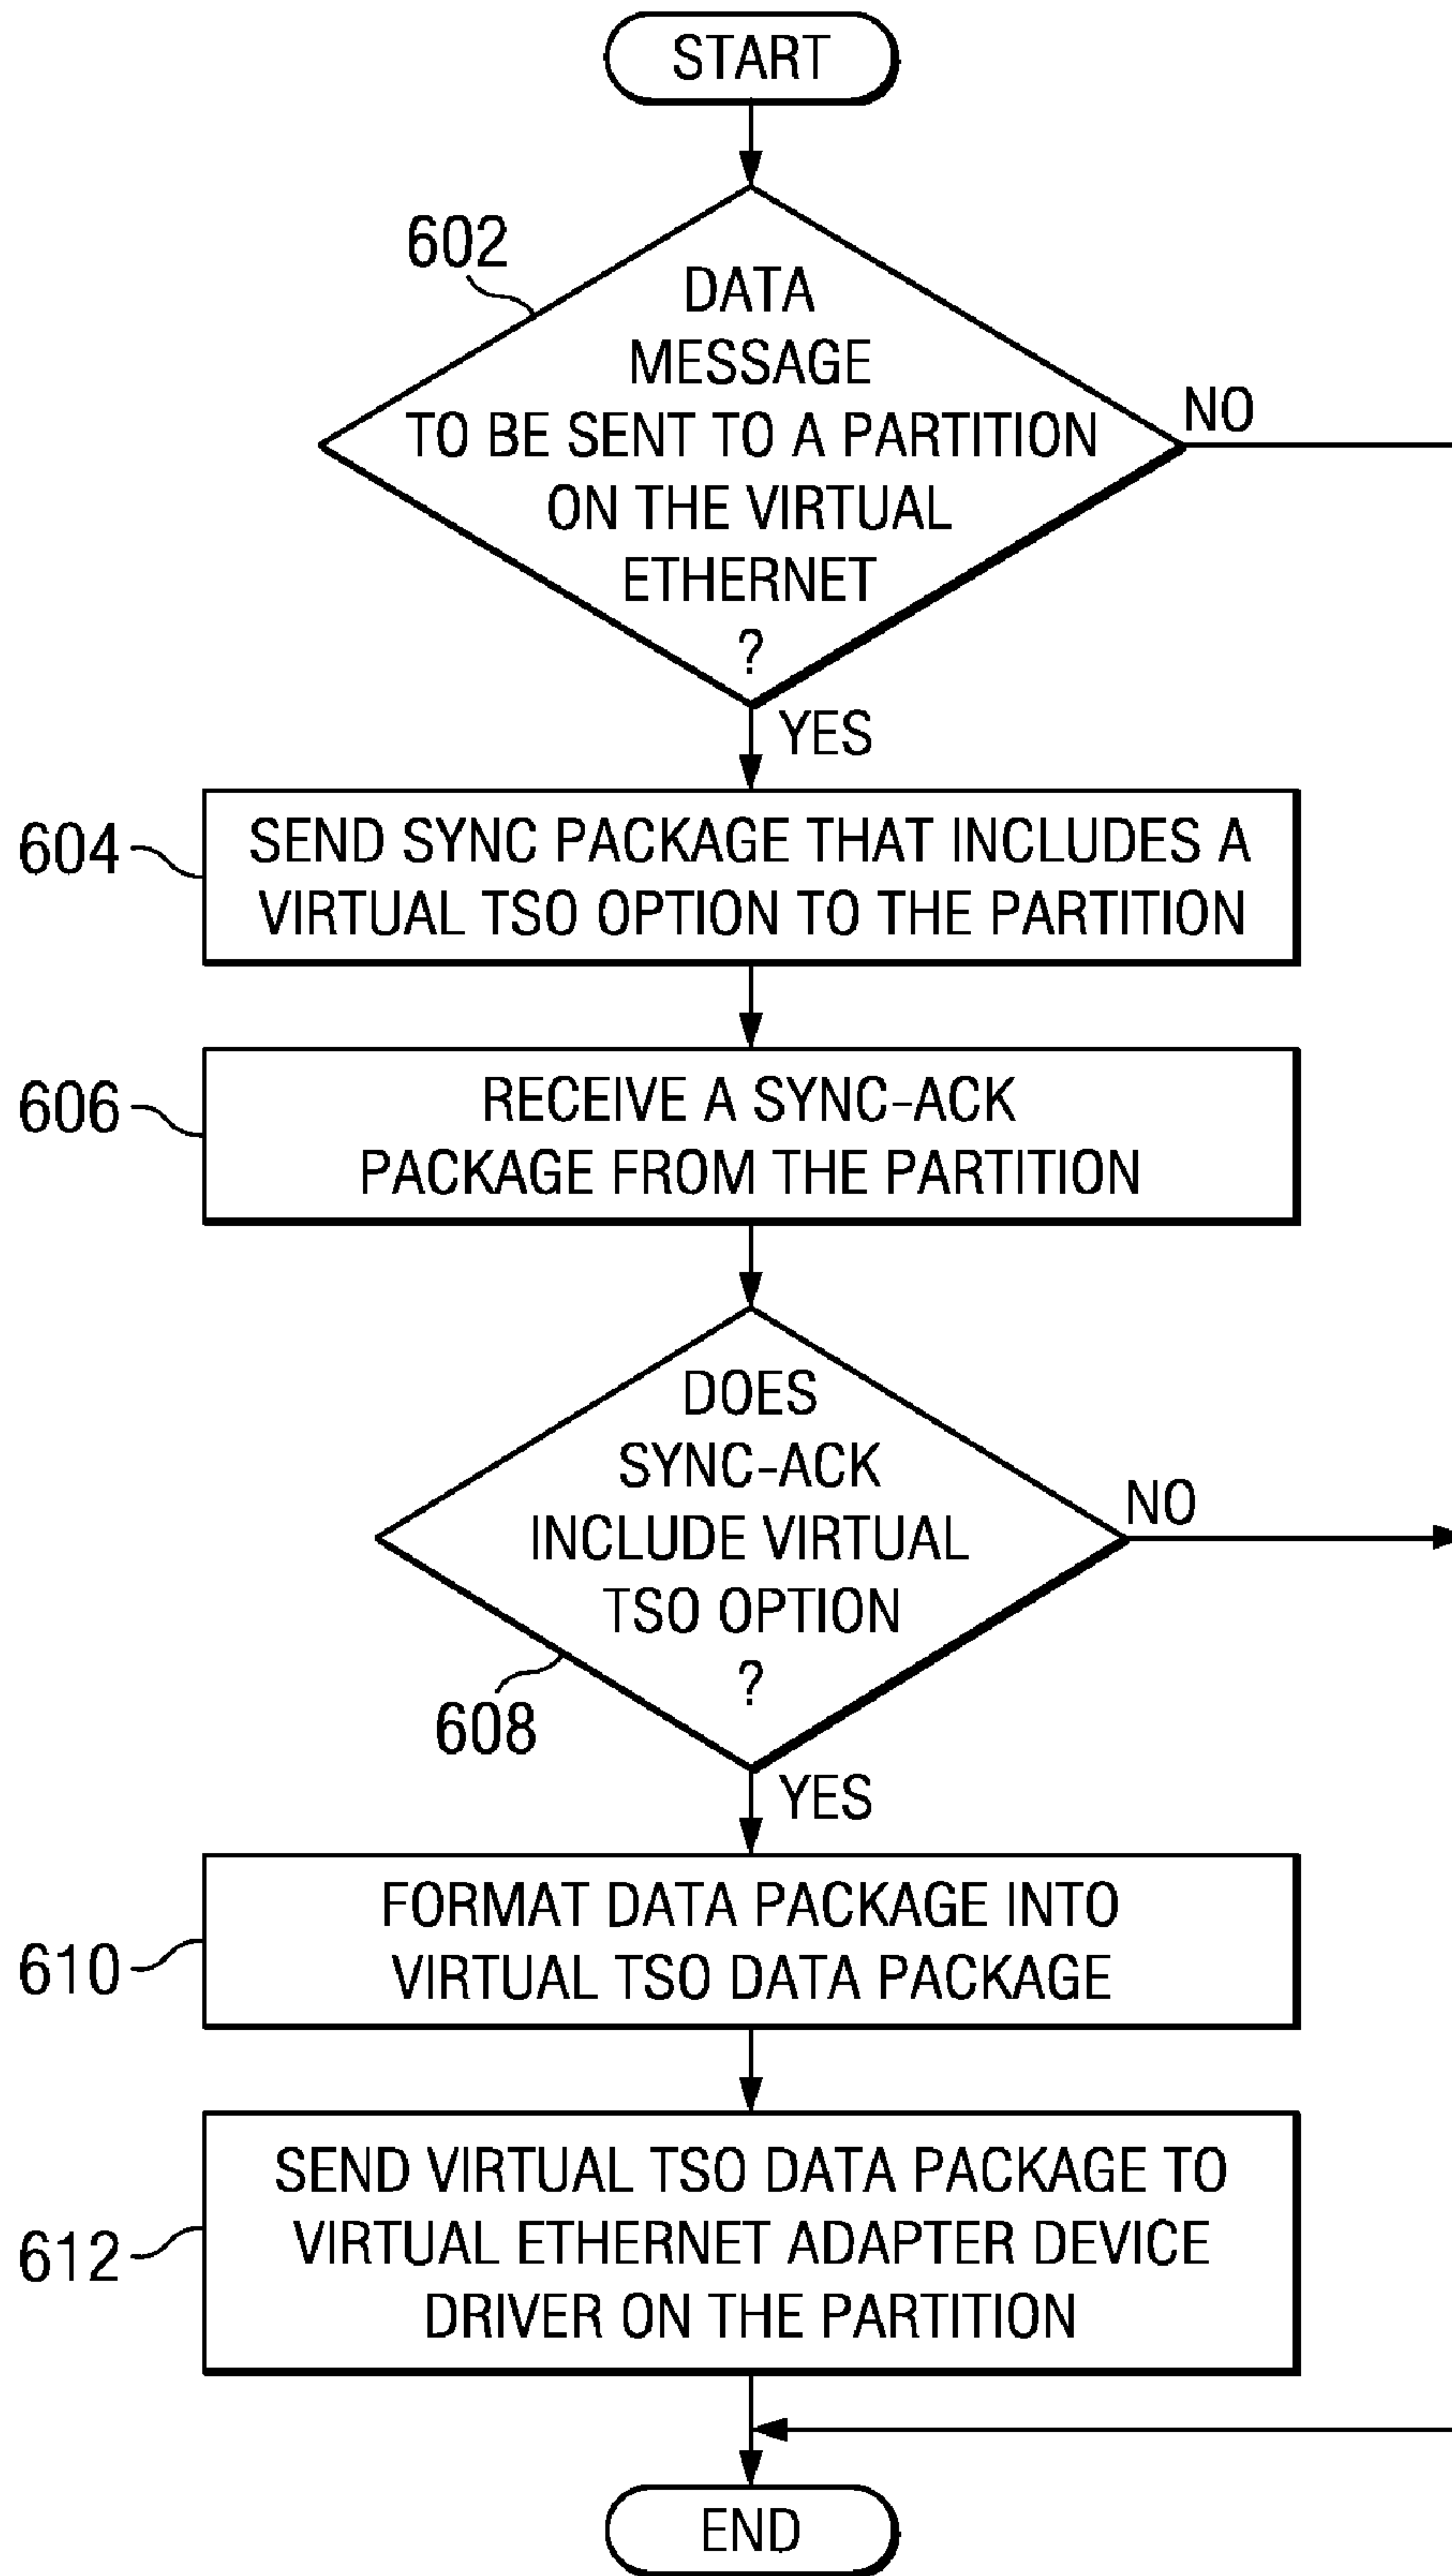 START
602
DATA
MESSAGE
TO BE SENT TO A PARTITION
ON THE VIRTUAL
ETHERNET
?
NO
YES
604
SEND SYNC PACKAGE THAT INCLUDES A
VIRTUAL TSO OPTION TO THE PARTITION
606
RECEIVE A SYNC-ACK
PACKAGE FROM THE PARTITION
DOES
SYNC-ACK
INCLUDE VIRTUAL
TSO OPTION
?
NO
608
YES
610
FORMAT DATA PACKAGE INTO
VIRTUAL TSO DATA PACKAGE
612
SEND VIRTUAL TSO DATA PACKAGE TO
VIRTUAL ETHERNET ADAPTER DEVICE
DRIVER ON THE PARTITION
END